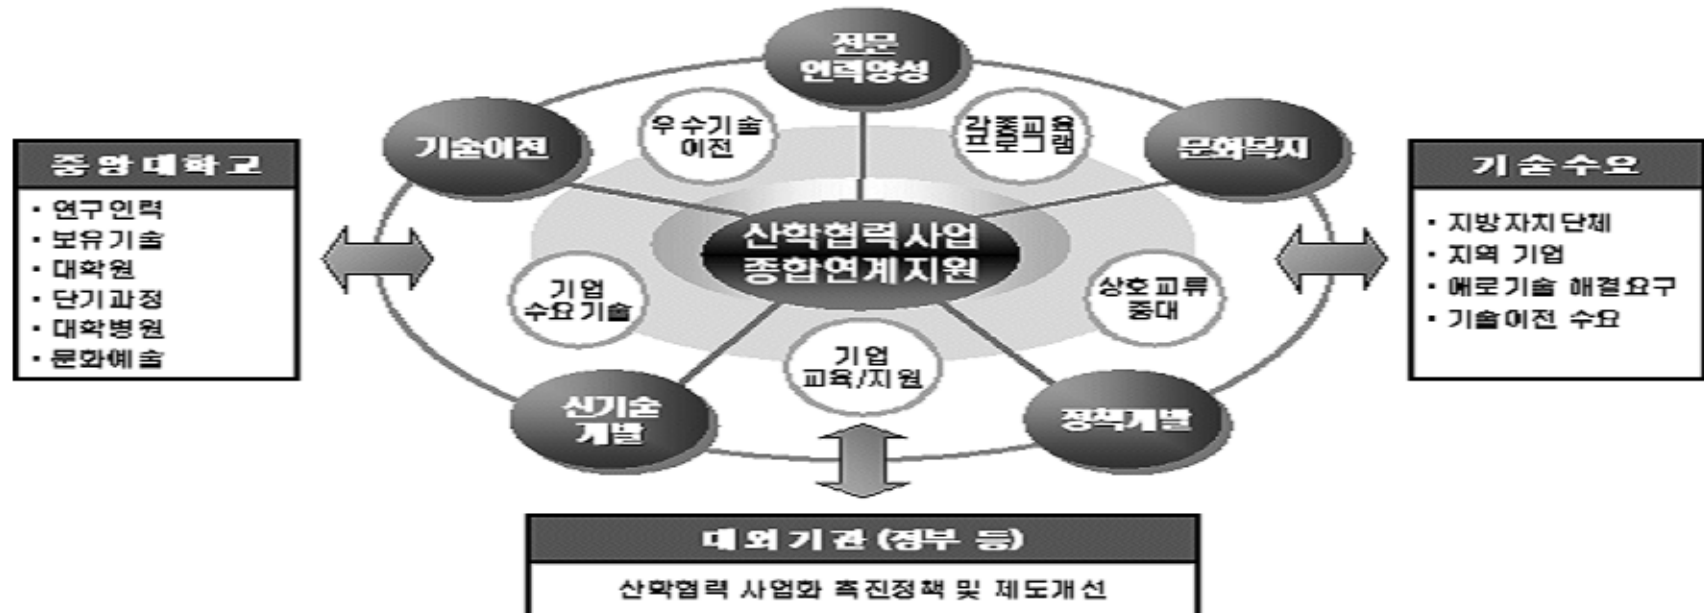 전문
인력양성
기술이전
우수기술
이전
각종교육
프로그램
문화복지
중앙대학교
· 연구인력
· 보유기술
· 대학원
· 단기과정
· 대학병원
· 문화예술
산학협력사업
종합연계지원
기술수요
· 지방자치단체
· 지역 기업
· 애로기술 해결요구
· 기술이전 수요
기업
수요기술
상호교류
증대
기업
교육/지원
신기술
개발
정책개발
대외기관 (정부 등)
산학협력 사업화 촉진정책 및 제도개선